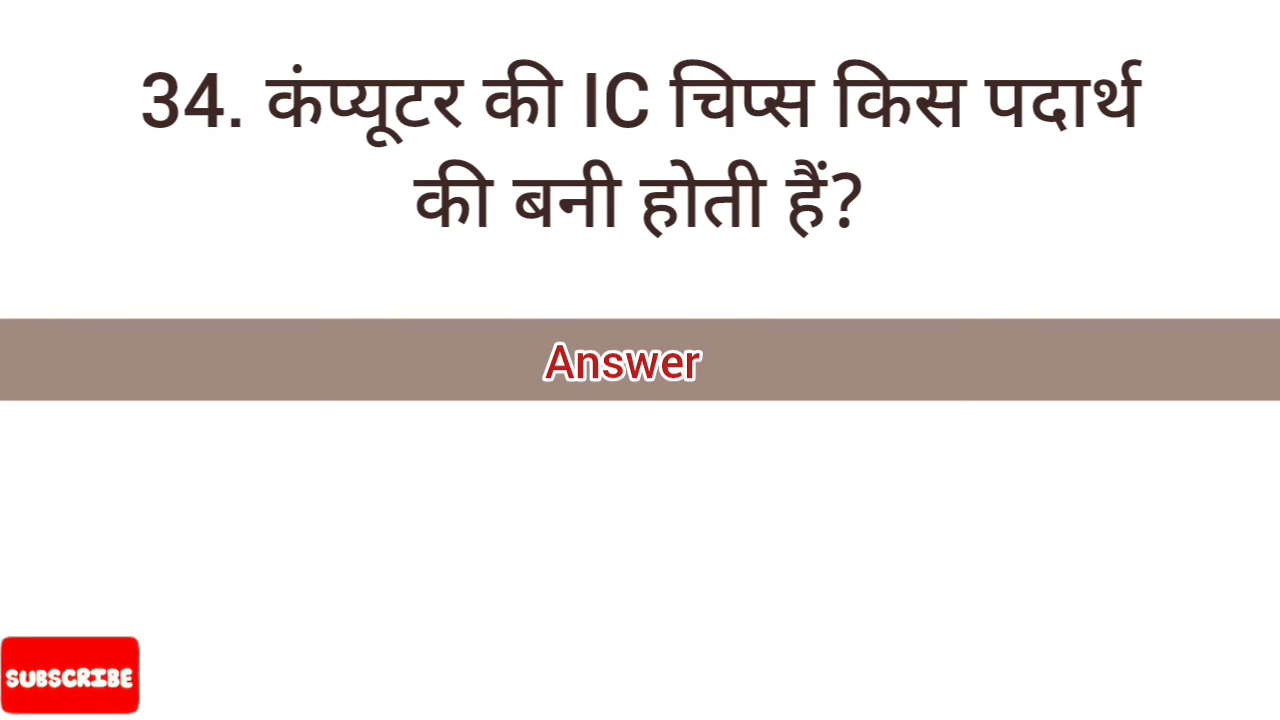 34. कंप्यूटर की IC चिप्स किस पदार्थ
की बनी होती हैं?
Answer
SUBSCRIBE